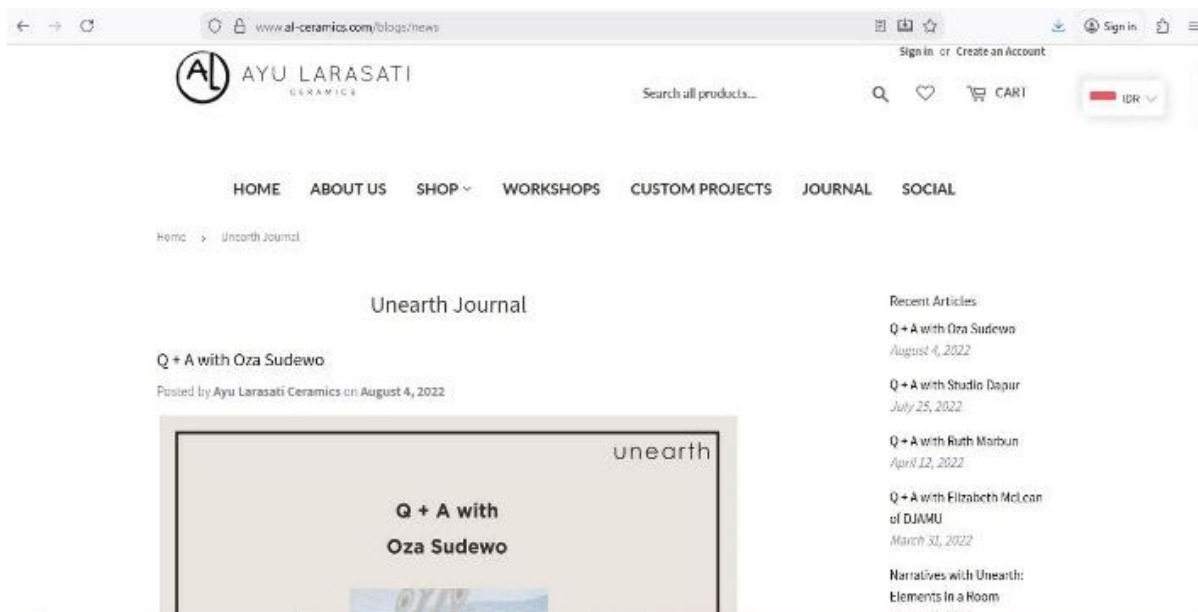 www.al-ceramics.com/blogs/news
Sign in
Sign in or Create an Account
AL AYU LARASATI
CERAMICS
Search all products...
CART
IDR
HOME ABOUT US SHOP WORKSHOPS CUSTOM PROJECTS JOURNAL SOCIAL
Home > Unearth Journal
Unearth Journal
Q + A with Oza Sudewo
Posted by Ayu Larasati Ceramics on August 4, 2022
unearth
Q + A with
Oza Sudewo
Recent Articles
Q + A with Oza Sudewo
August 4, 2022
Q + A with Studio Dapur
July 25, 2022
Q + A with Ruth Marbun
April 12, 2022
Q + A with Elizabeth McLean
of DJAMU
March 31, 2022
Narratives with Unearth:
Elements In a Room